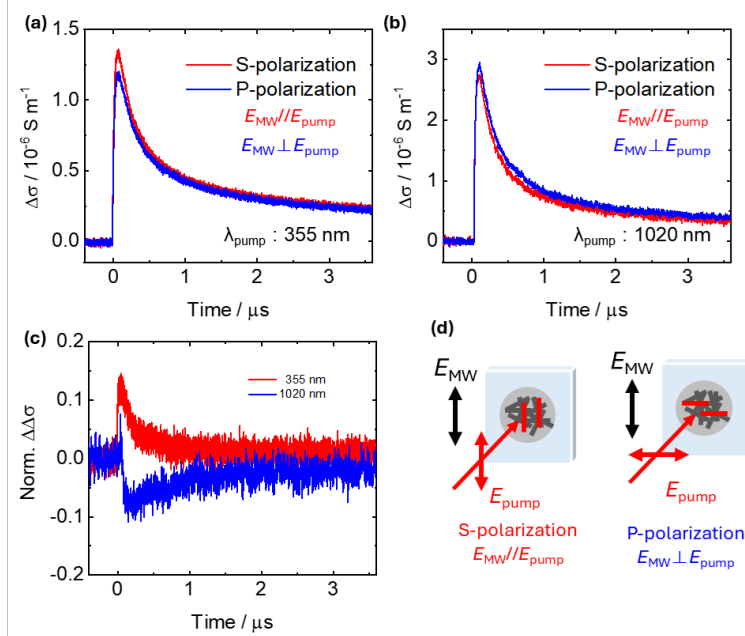 (a)
1.5
1.0
0.5
0.0
Δσ / 10⁻⁶ S m⁻¹
S-polarization
P-polarization
E_MW//E_pump
E_MW⊥E_pump
λ_pump : 355 nm
0 1 2 3
Time / μs
(b)
3
2
1
0
Δσ / 10⁻⁶ S m⁻¹
S-polarization
P-polarization
E_MW//E_pump
E_MW⊥E_pump
λ_pump : 1020 nm
0 1 2 3
Time / μs
(c)
0.2
0.1
0.0
-0.1
-0.2
Norm. ΔΔσ
355 nm
1020 nm
0 1 2 3
Time / μs
(d)
E_MW
E_pump
S-polarization
E_MW//E_pump
E_MW
E_pump
P-polarization
E_MW⊥E_pump